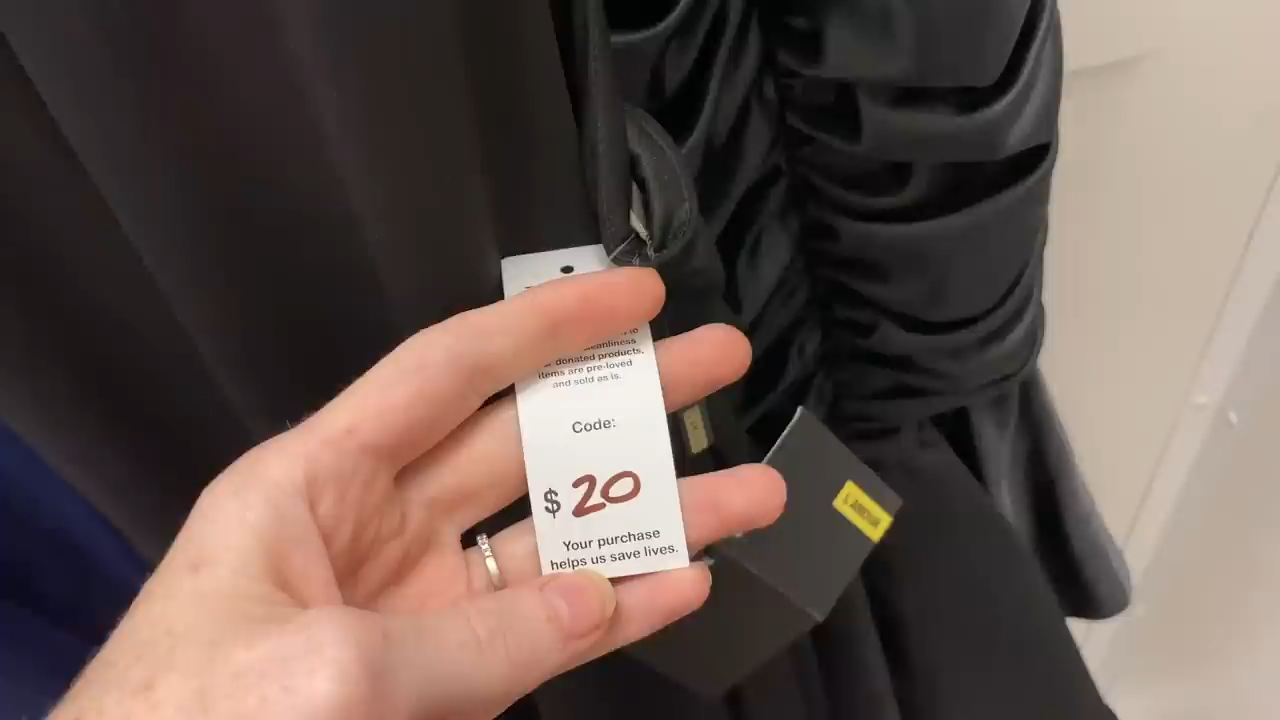 to
cleanliness
donated products,
items are pre-loved
and sold as is.
Code:
$ 20
Your purchase
helps us save lives.